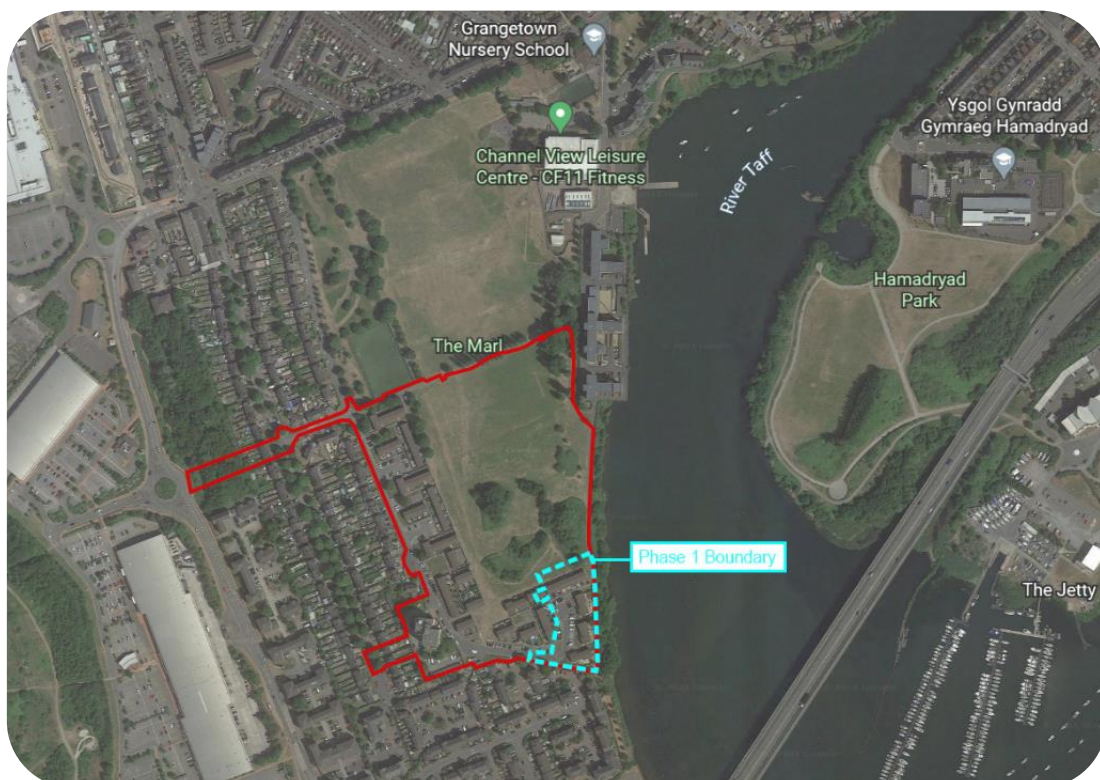 Grangetown
Nursery School
Channel View Leisure
Centre - CF11 Fitness
River Taff
Ysgol Gynradd
Gymraeg Hamadryad
Hamadryad
Park
The Marl
Phase 1 Boundary
The Jetty